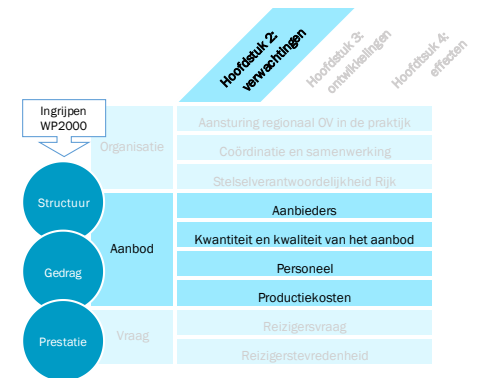 Hoofdstuk 2:
verwachtingen
Hoofdstuk 3:
ontwikkelingen
Hoofdtsuk 4:
effecten
Ingrijpen
WP2000
Organisatie
Aansturing regionaal OV in de praktijk
Coördinatie en samenwerking
Stelselverantwoordelijkheid Rijk
Structuur
Gedrag
Prestatie
Aanbod
Aanbieders
Kwantiteit en kwaliteit van het aanbod
Personeel
Productiekosten
Vraag
Reizigersvraag
Reizigerstevredenheid